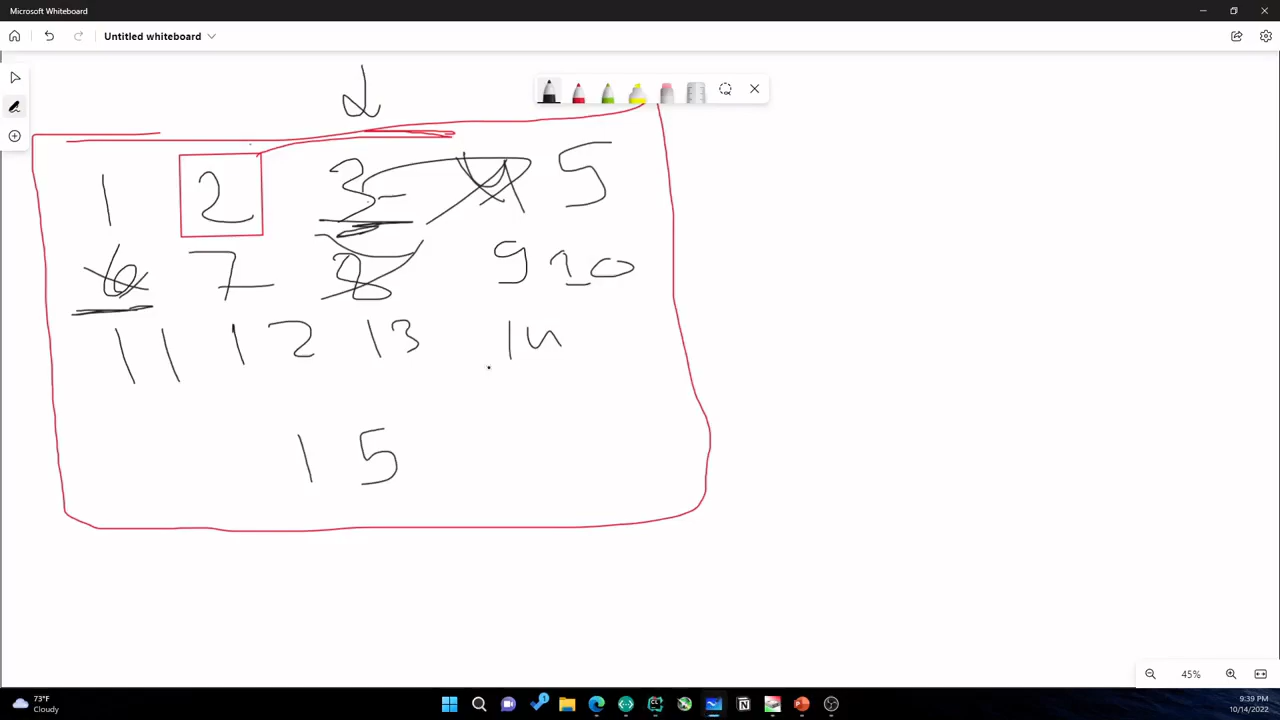 Microsoft Whiteboard
Untitled whiteboard
2
1 2 3 4 5
6 7 8 9 10
11 12 13 14
15
45%
73°F
Cloudy
1
9:39 PM
10/14/2022